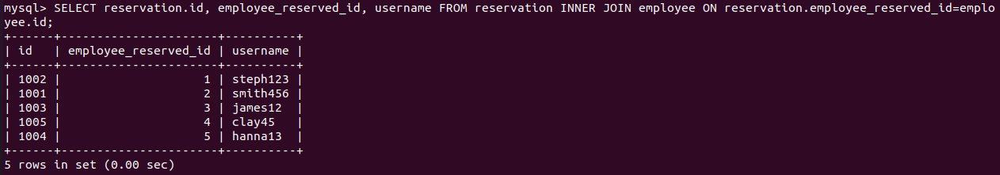 mysql> SELECT reservation.id, employee_reserved_id, username FROM reservation INNER JOIN employee ON reservation.employee_reserved_id=emplo
yee.id;
+------+----------------------+----------+
| id   | employee_reserved_id | username |
+------+----------------------+----------+
| 1002 |                    1 | steph123 |
| 1001 |                    2 | smith456 |
| 1003 |                    3 | james12  |
| 1005 |                    4 | clay45   |
| 1004 |                    5 | hanna13  |
+------+----------------------+----------+
5 rows in set (0.00 sec)